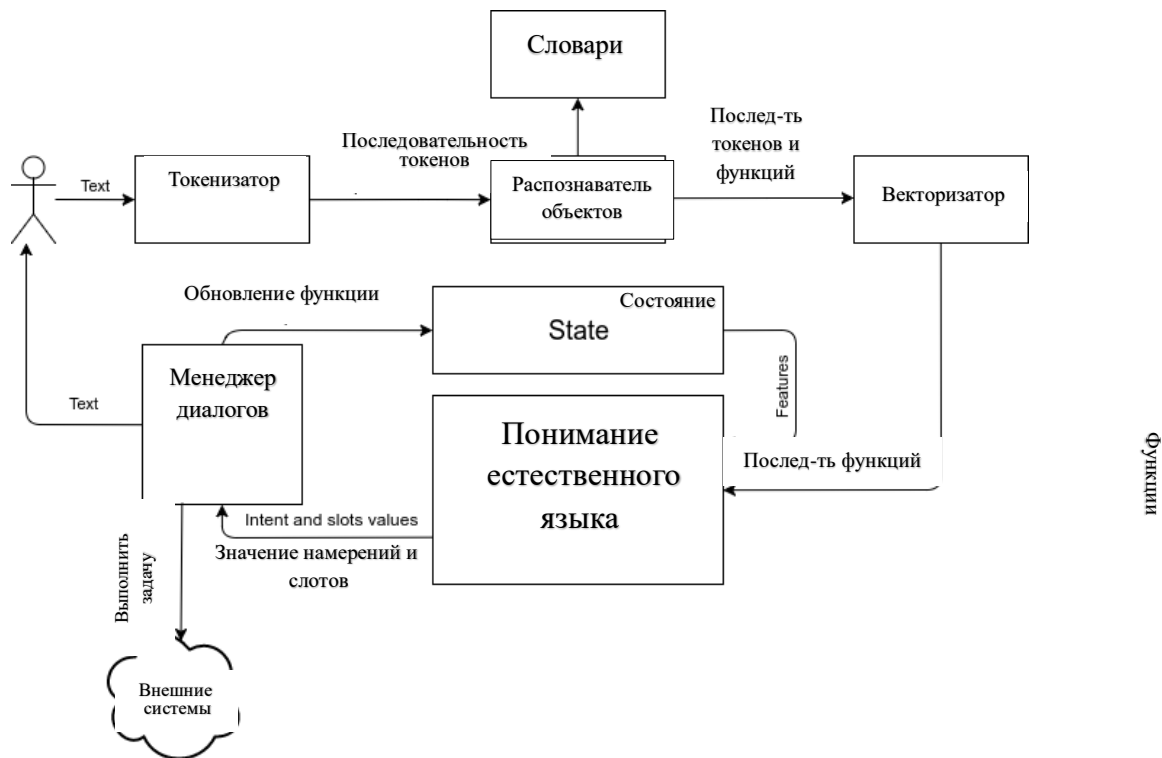 Словари
Последовательность
токенов
Послед-ть
токенов и
функций
Text
Токенизатор
Распознаватель
объектов
Векторизатор
Обновление функции
Состояние
State
Features
Менеджер
диалогов
Text
Понимание
естественного
языка
Послед-ть функций
Функции
Intent and slots values
Значение намерений и
слотов
Выполнить
задачу
Внешние
системы